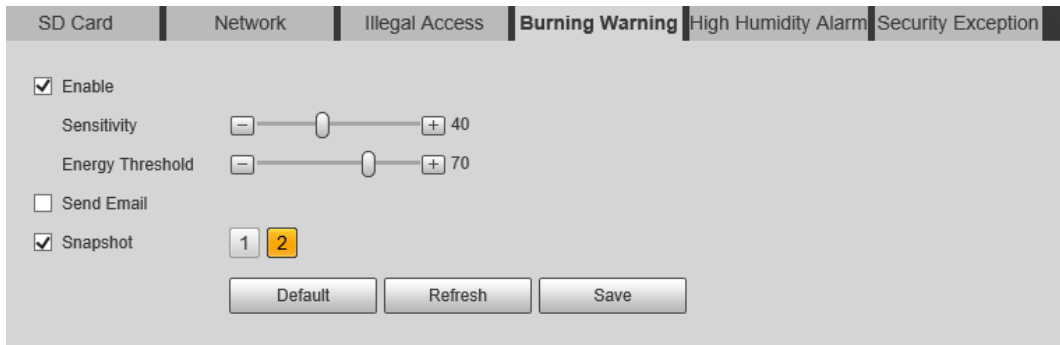 SD Card Network Illegal Access Burning Warning High Humidity Alarm Security Exception
Enable
Sensitivity 40
Energy Threshold 70
Send Email
Snapshot 1 2
Default Refresh Save